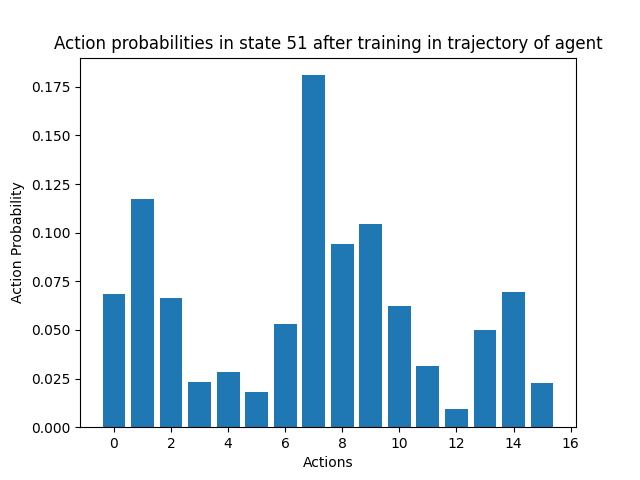 Action probabilities in state 51 after training in trajectory of agent
0.175
0.150
0.125
0.100
0.075
0.050
0.025
0.000
Action Probability
0 2 4 6 8 10 12 14 16
Actions